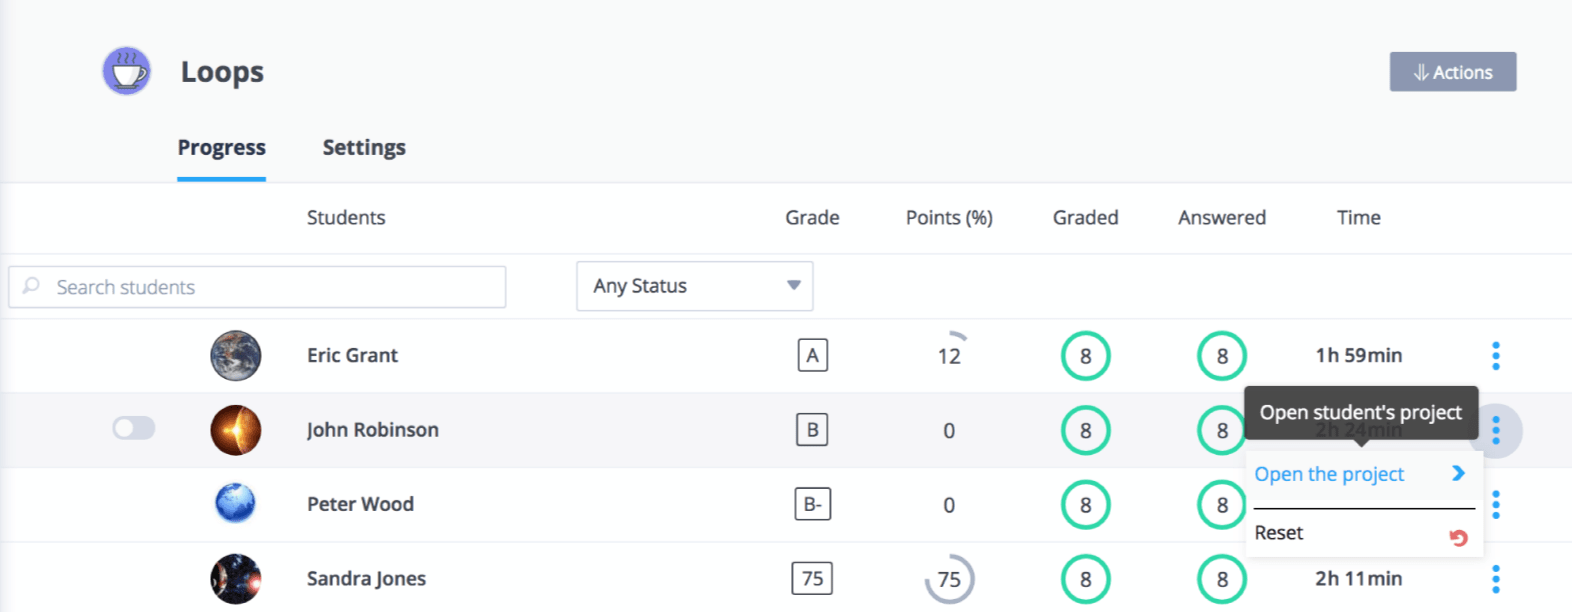 Loops
Actions
Progress Settings
Students Grade Points (%) Graded Answered Time
Search students Any Status
Eric Grant A 12 8 8 1h 59min
Open student's project
John Robinson B 0 8 8 2h 24min
Open the project
Peter Wood B- 0 8 8
Reset
Sandra Jones 75 75 8 8 2h 11min